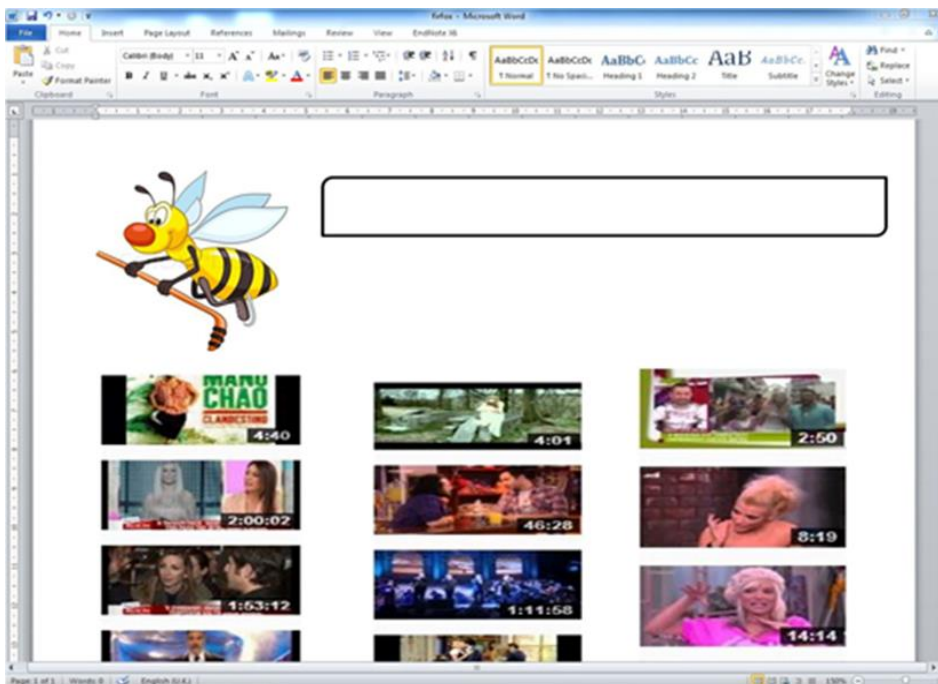 fiefox - Microsoft Word
File Home Insert Page Layout References Mailings Review View EndNote X6
Cut
Copy
Paste
Format Painter
Calibri (Body) 11
AaBbCcDc AaBbCcDc AaBbC AaBbCc AaB AaBbCc.
1 Normal 1 No Spaci... Heading 1 Heading 2 Title Subtitle
Change Styles
Find
Replace
Select
Clipboard Font Paragraph Styles Editing
MANU
CHAO
CLANDESTINO
4:40
4:01
2:50
2:00:02
46:28
8:19
1:53:12
1:11:58
14:14
Page: 1 of 1 Words: 0 English (U.K.) 150%